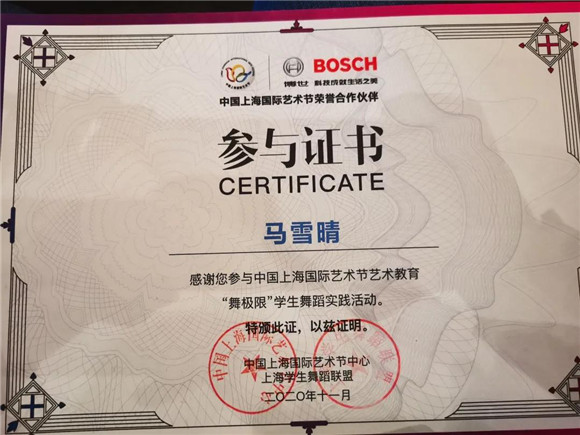 BOSCH
博世 科技成就生活之美
中国上海国际艺术节荣誉合作伙伴
参与证书
CERTIFICATE
马雪晴
感谢您参与中国上海国际艺术节艺术教育
“舞极限”学生舞蹈实践活动。
特颁此证，以兹证明。
中国上海国际艺术节中心
上海学生舞蹈联盟
二〇二〇年十一月